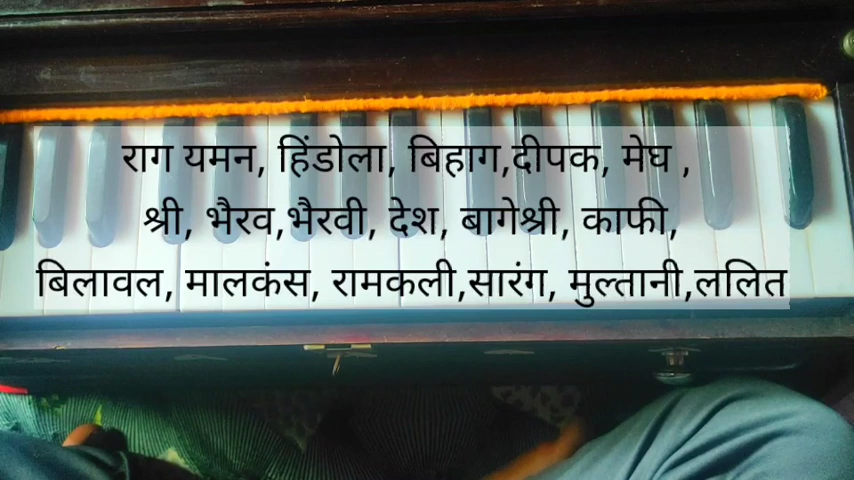 राग यमन, हिंडोला, बिहाग,दीपक, मेघ ,
श्री, भैरव,भैरवी, देश, बागेश्री, काफी,
बिलावल, मालकंस, रामकली,सारंग, मुल्तानी,ललित